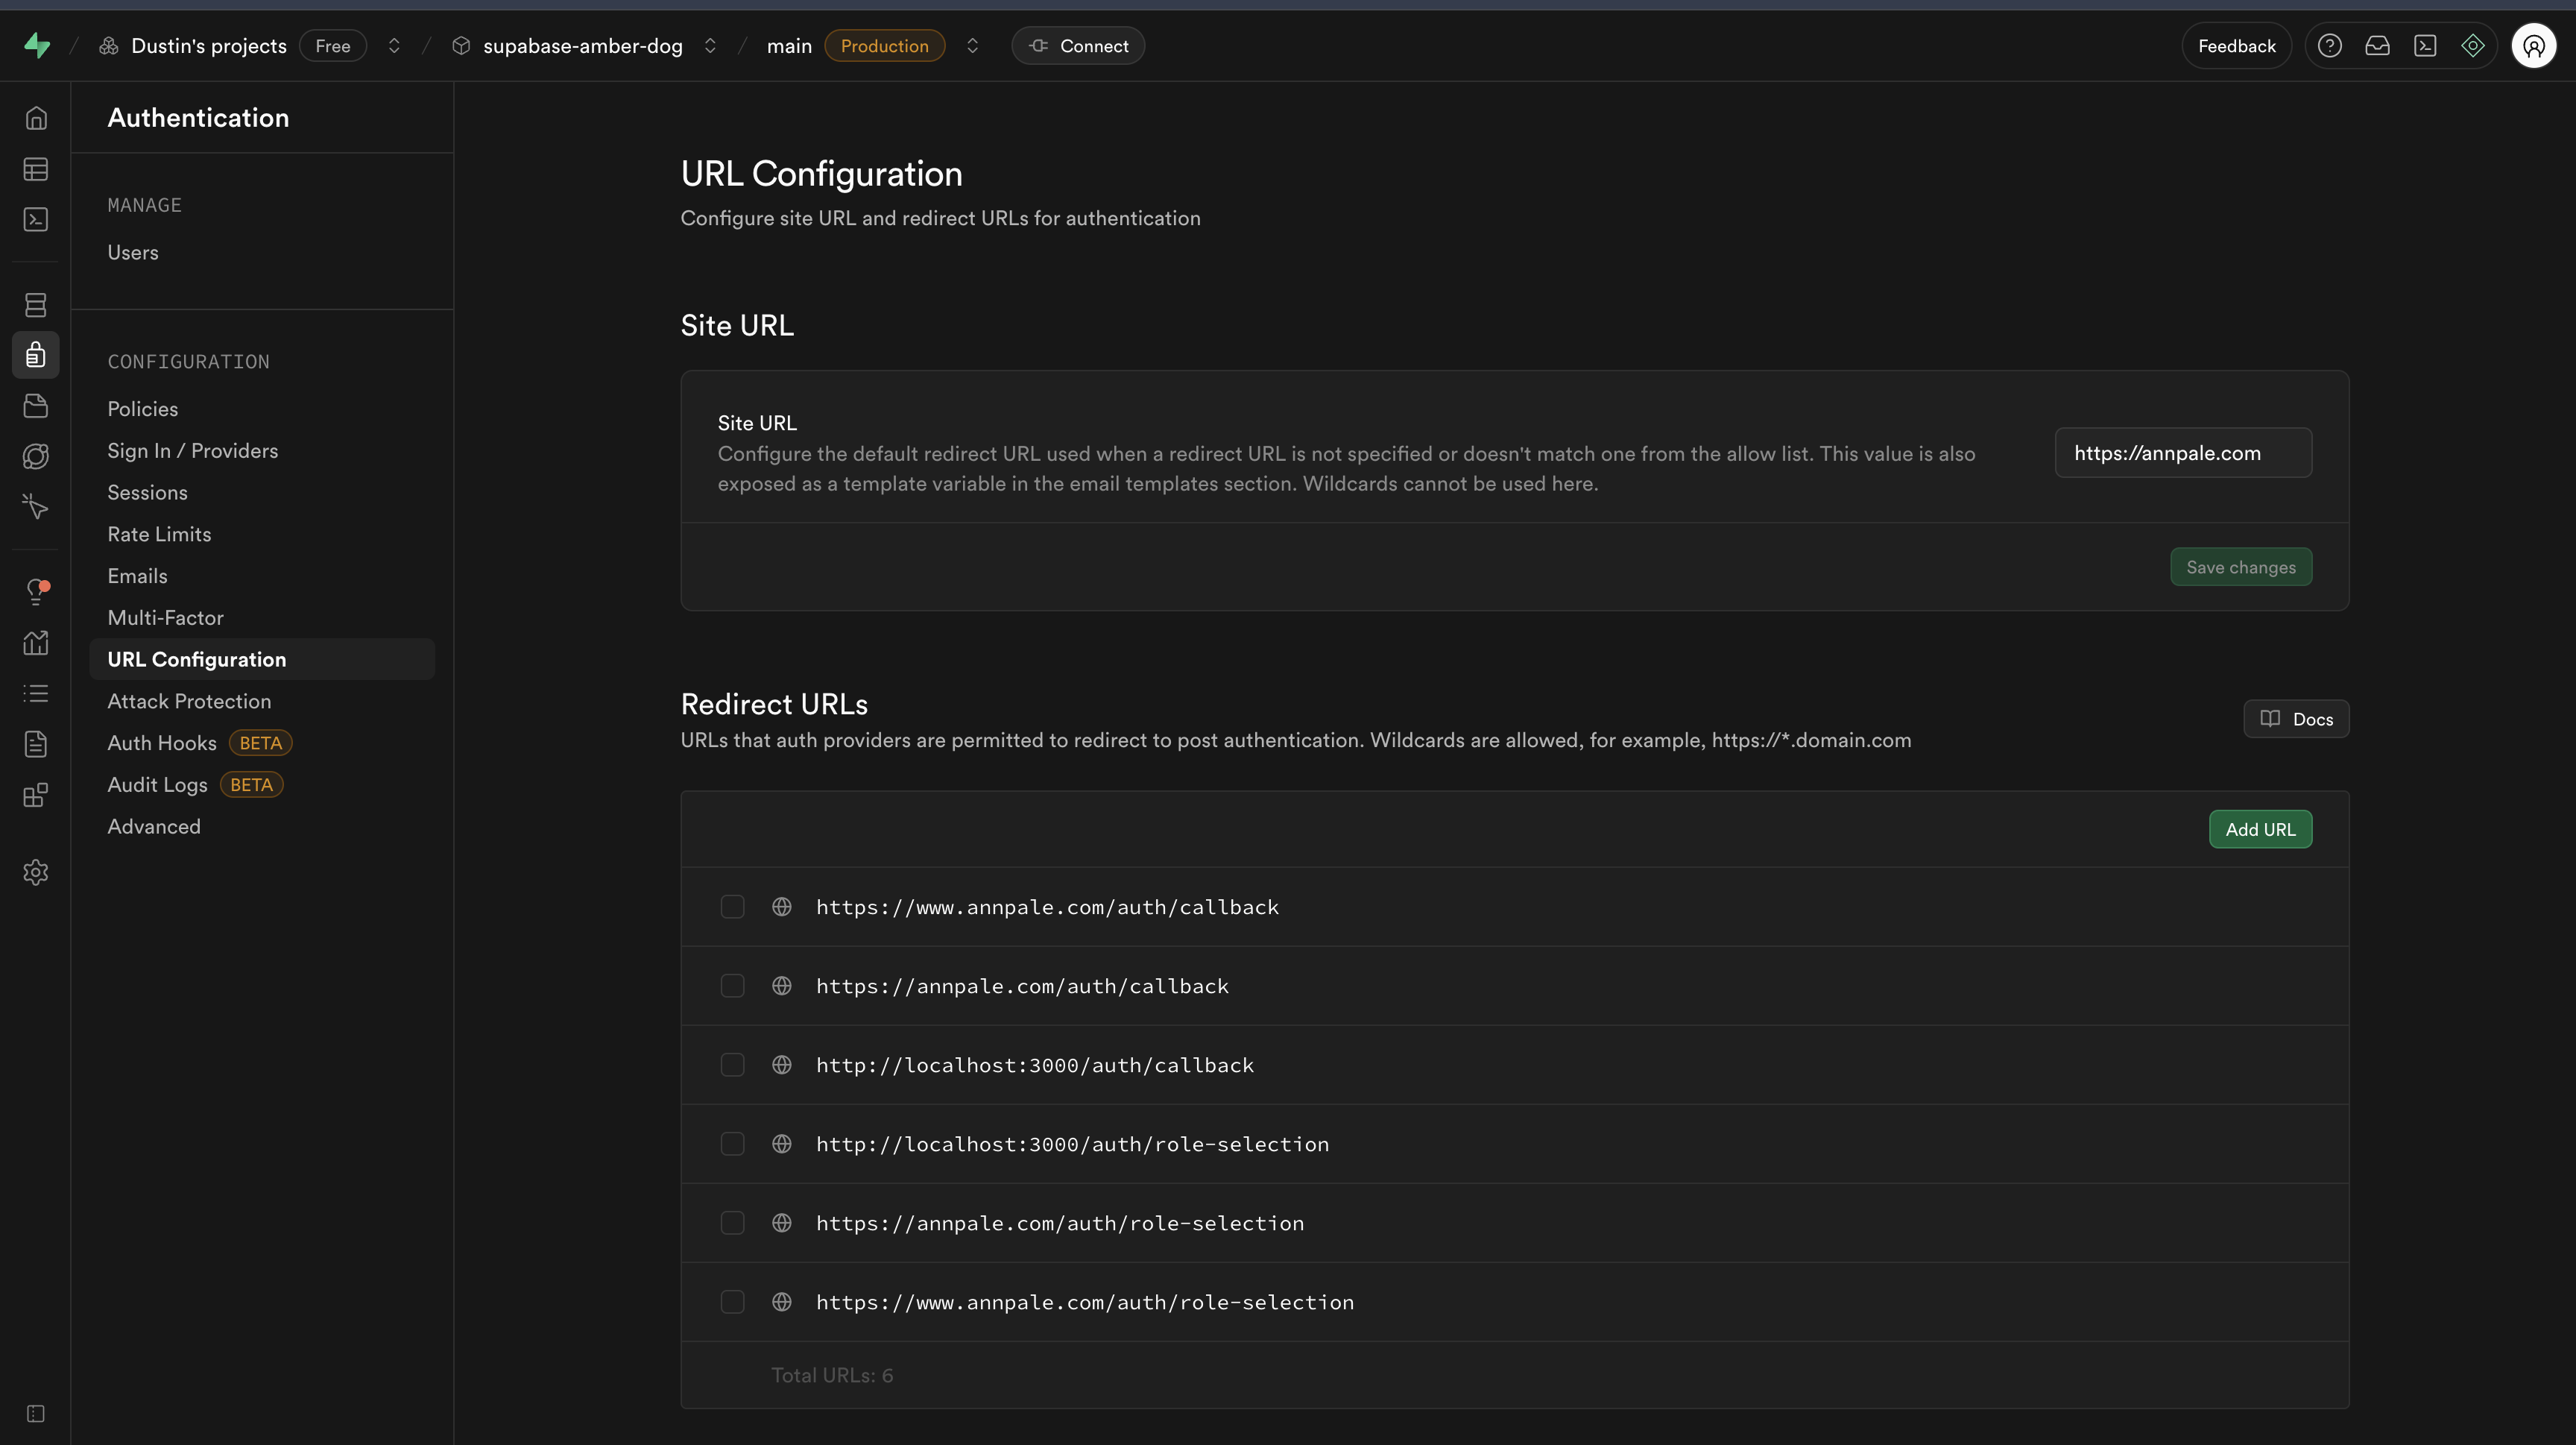 Dustin's projects Free supabase-amber-dog main Production Connect Feedback
Authentication
MANAGE
Users
CONFIGURATION
Policies
Sign In / Providers
Sessions
Rate Limits
Emails
Multi-Factor
URL Configuration
Attack Protection
Auth Hooks BETA
Audit Logs BETA
Advanced
URL Configuration
Configure site URL and redirect URLs for authentication
Site URL
Site URL
Configure the default redirect URL used when a redirect URL is not specified or doesn't match one from the allow list. This value is also
exposed as a template variable in the email templates section. Wildcards cannot be used here.
https://annpale.com
Save changes
Redirect URLs
URLs that auth providers are permitted to redirect to post authentication. Wildcards are allowed, for example, https://*.domain.com
Docs
Add URL
https://www.annpale.com/auth/callback
https://annpale.com/auth/callback
http://localhost:3000/auth/callback
http://localhost:3000/auth/role-selection
https://annpale.com/auth/role-selection
https://www.annpale.com/auth/role-selection
Total URLs: 6